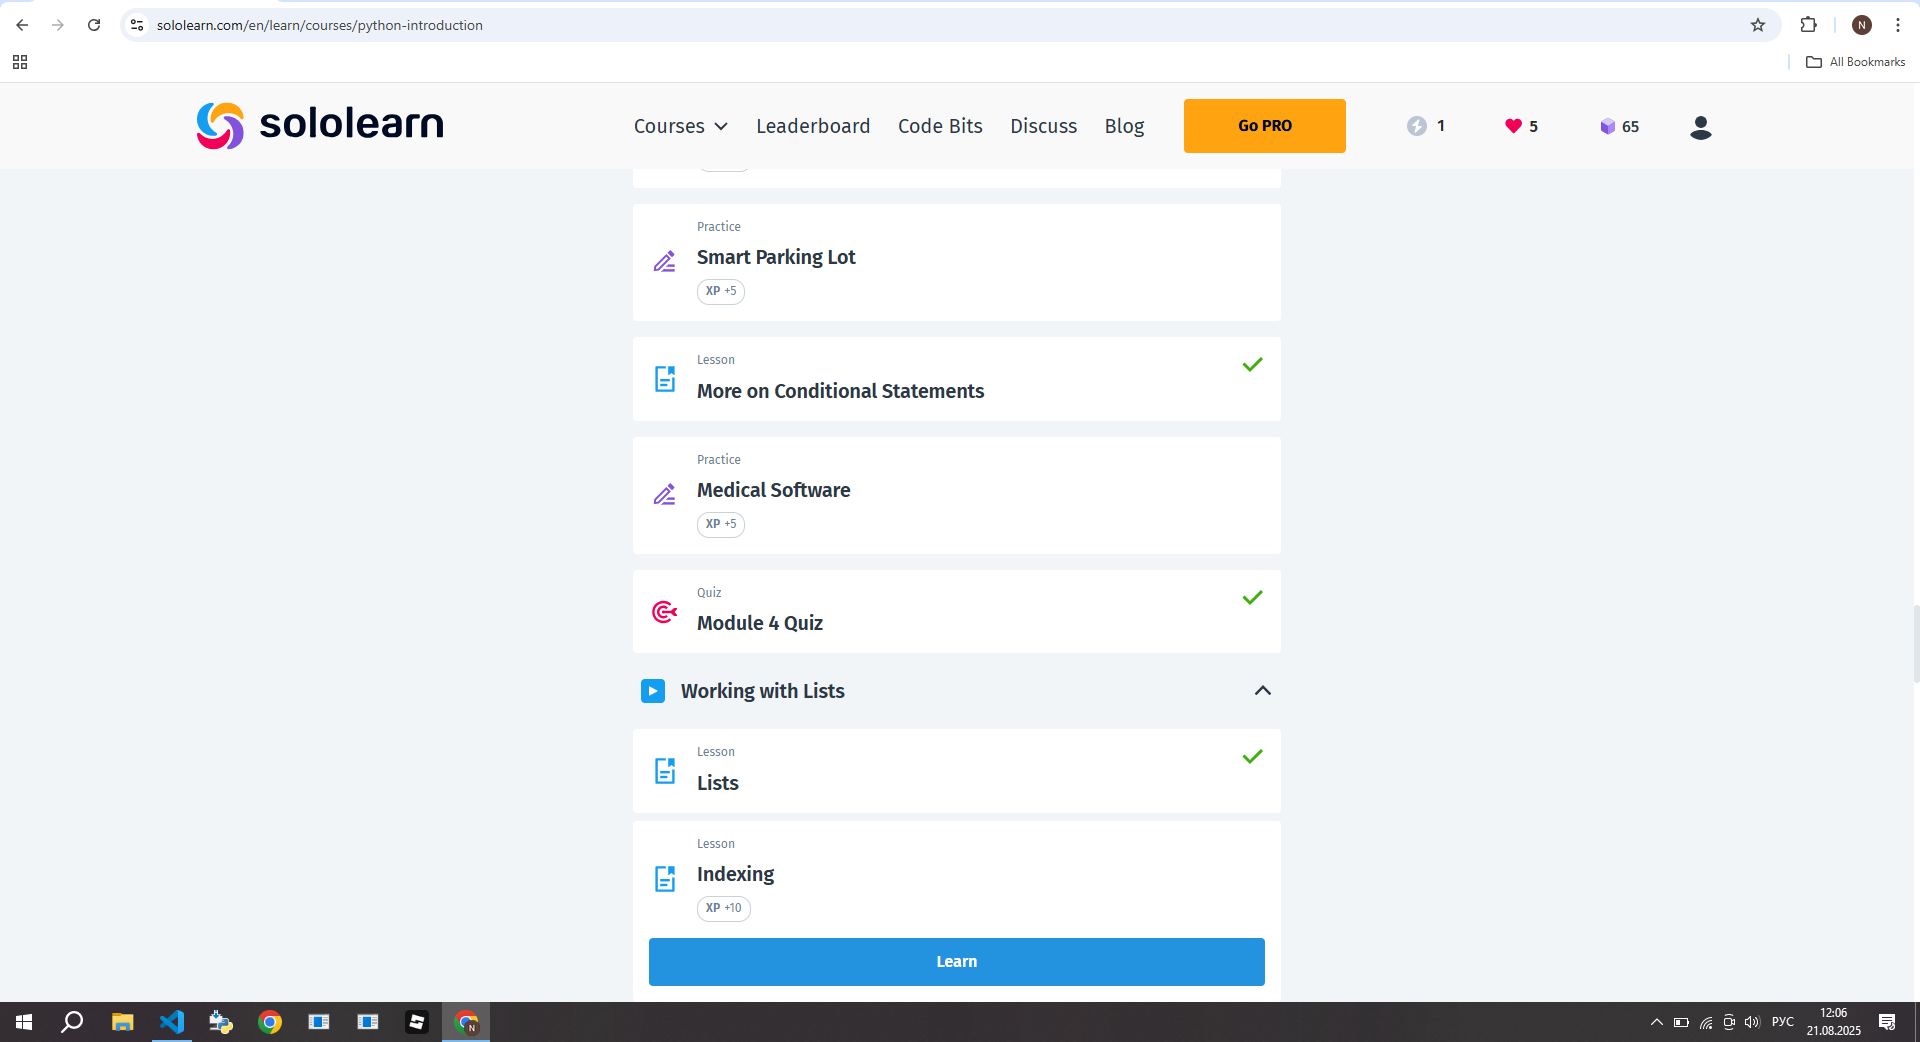 sololearn.com/en/learn/courses/python-introduction
N
All Bookmarks
sololearn
Courses
Leaderboard
Code Bits
Discuss
Blog
Go PRO
1
5
65
Practice
Smart Parking Lot
XP +5
Lesson
More on Conditional Statements
Practice
Medical Software
XP +5
Quiz
Module 4 Quiz
Working with Lists
Lesson
Lists
Lesson
Indexing
XP +10
Learn
N
РУС
12:06
21.08.2025